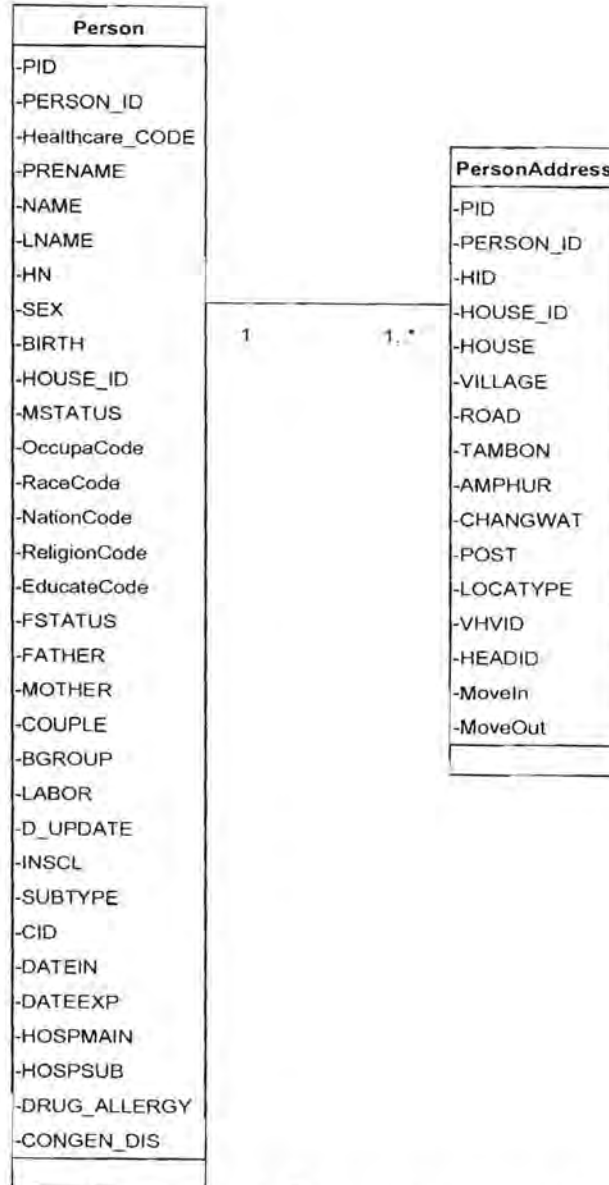 Person
-PID
-PERSON_ID
-Healthcare_CODE
-PRENAME
-NAME
-LNAME
-HN
-SEX
-BIRTH
-HOUSE_ID
-MSTATUS
-OccupaCode
-RaceCode
-NationCode
-ReligionCode
-EducateCode
-FSTATUS
-FATHER
-MOTHER
-COUPLE
-BGROUP
-LABOR
-D_UPDATE
-INSCL
-SUBTYPE
-CID
-DATEIN
-DATEEXP
-HOSPMAIN
-HOSPSUB
-DRUG_ALLERGY
-CONGEN_DIS
1
1..*
PersonAddress
-PID
-PERSON_ID
-HID
-HOUSE_ID
-HOUSE
-VILLAGE
-ROAD
-TAMBON
-AMPHUR
-CHANGWAT
-POST
-LOCATYPE
-VHVID
-HEADID
-MoveIn
-MoveOut